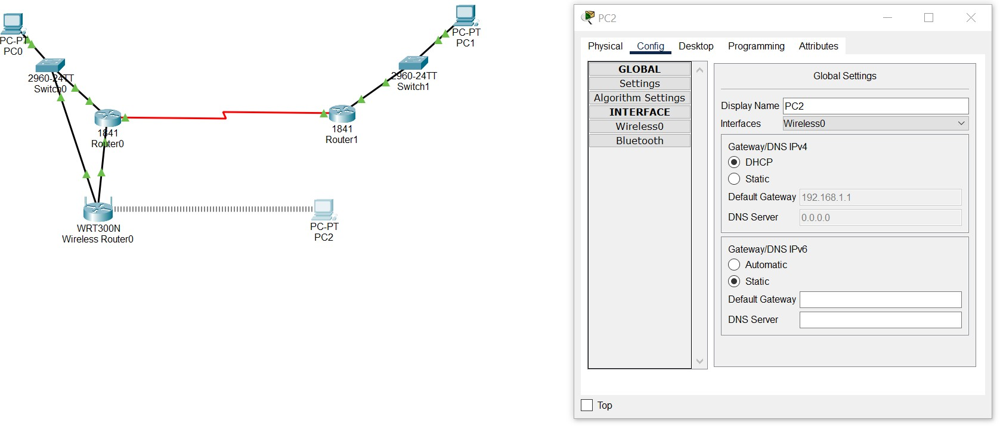 PC-PT
PC0
2960-24TT
Switch0
1841
Router0
WRT300N
Wireless Router0
PC-PT
PC1
2960-24TT
Switch1
1841
Router1
PC-PT
PC2
PC2
Physical Config Desktop Programming Attributes
GLOBAL
Settings
Algorithm Settings
INTERFACE
Wireless0
Bluetooth
Global Settings
Display Name PC2
Interfaces Wireless0
Gateway/DNS IPv4
DHCP
Static
Default Gateway 192.168.1.1
DNS Server 0.0.0.0
Gateway/DNS IPv6
Automatic
Static
Default Gateway
DNS Server
Top